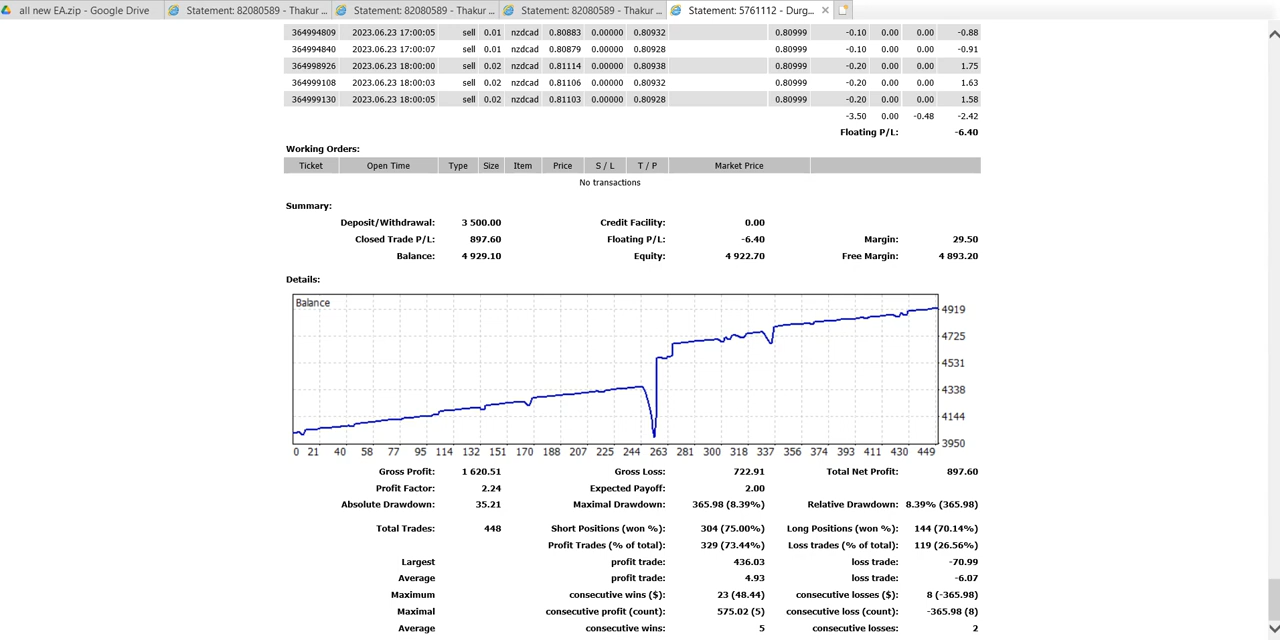 all new EA.zip - Google Drive Statement: 82080589 - Thakur ... Statement: 82080589 - Thakur ... Statement: 82080589 - Thakur ... Statement: 5761112 - Durg...
364994809 2023.06.23 17:00:05 sell 0.01 nzdcad 0.80883 0.00000 0.80932 0.80999 -0.10 0.00 0.00 -0.88
364994840 2023.06.23 17:00:07 sell 0.01 nzdcad 0.80879 0.00000 0.80928 0.80999 -0.10 0.00 0.00 -0.91
364998926 2023.06.23 18:00:00 sell 0.02 nzdcad 0.81114 0.00000 0.80938 0.80999 -0.20 0.00 0.00 1.75
364999108 2023.06.23 18:00:03 sell 0.02 nzdcad 0.81106 0.00000 0.80932 0.80999 -0.20 0.00 0.00 1.63
364999130 2023.06.23 18:00:05 sell 0.02 nzdcad 0.81103 0.00000 0.80928 0.80999 -0.20 0.00 0.00 1.58
-3.50 0.00 -0.48 -2.42
Floating P/L: -6.40
Working Orders:
Ticket Open Time Type Size Item Price S / L T / P Market Price
No transactions
Summary:
Deposit/Withdrawal: 3 500.00 Credit Facility: 0.00
Closed Trade P/L: 897.60 Floating P/L: -6.40 Margin: 29.50
Balance: 4 929.10 Equity: 4 922.70 Free Margin: 4 893.20
Details:
Balance
4919
4725
4531
4338
4144
3950
0 21 40 58 77 95 114 132 151 170 188 207 225 244 263 281 300 318 337 356 374 393 411 430 449
Gross Profit: 1 620.51 Gross Loss: 722.91 Total Net Profit: 897.60
Profit Factor: 2.24 Expected Payoff: 2.00
Absolute Drawdown: 35.21 Maximal Drawdown: 365.98 (8.39%) Relative Drawdown: 8.39% (365.98)
Total Trades: 448 Short Positions (won %): 304 (75.00%) Long Positions (won %): 144 (70.14%)
Profit Trades (% of total): 329 (73.44%) Loss trades (% of total): 119 (26.56%)
Largest profit trade: 436.03 loss trade: -70.99
Average profit trade: 4.93 loss trade: -6.07
Maximum consecutive wins ($): 23 (48.44) consecutive losses ($): 8 (-365.98)
Maximal consecutive profit (count): 575.02 (5) consecutive loss (count): -365.98 (8)
Average consecutive wins: 5 consecutive losses: 2